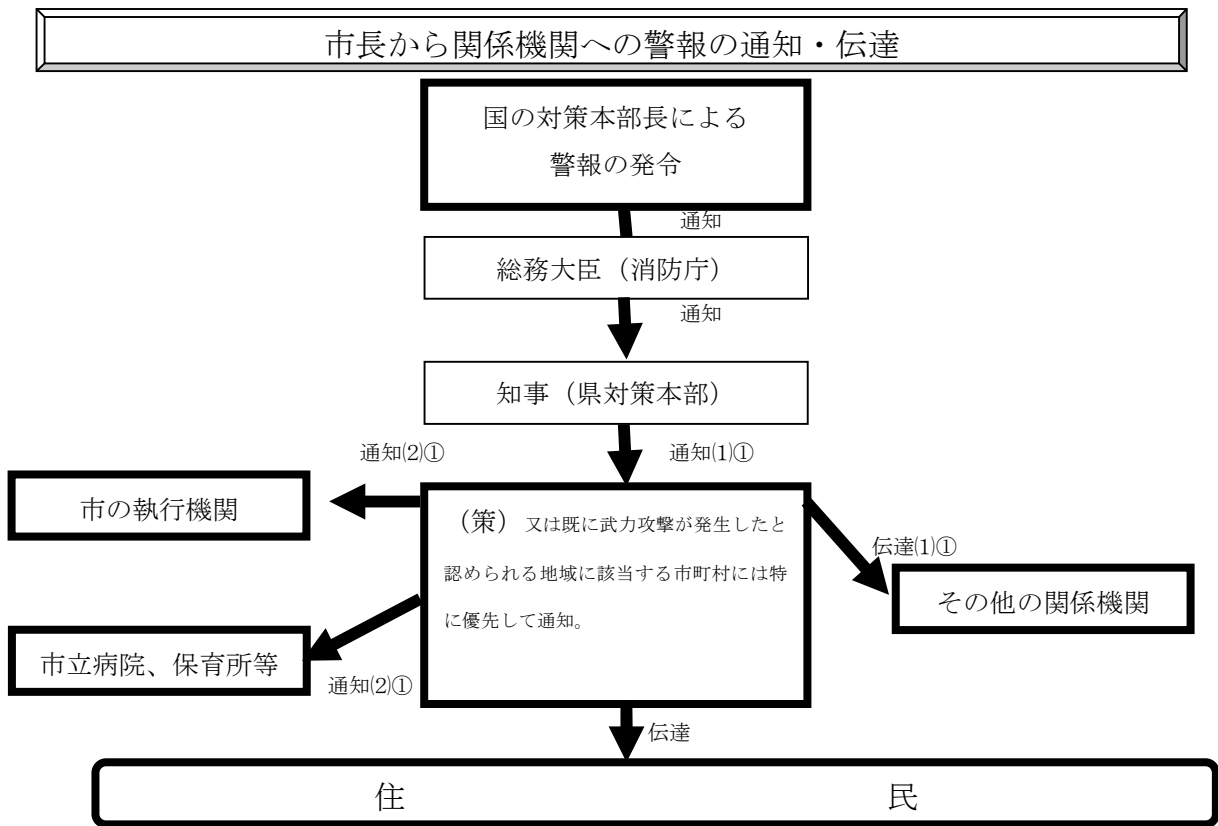 市長から関係機関への警報の通知・伝達
国の対策本部長による
警報の発令
通知
総務大臣（消防庁）
通知
知事（県対策本部）
通知⑵①
通知⑴①
市の執行機関
（策）又は既に武力攻撃が発生したと
認められる地域に該当する市町村には特
に優先して通知。
伝達⑴①
その他の関係機関
市立病院、保育所等
通知⑵①
伝達
住　民